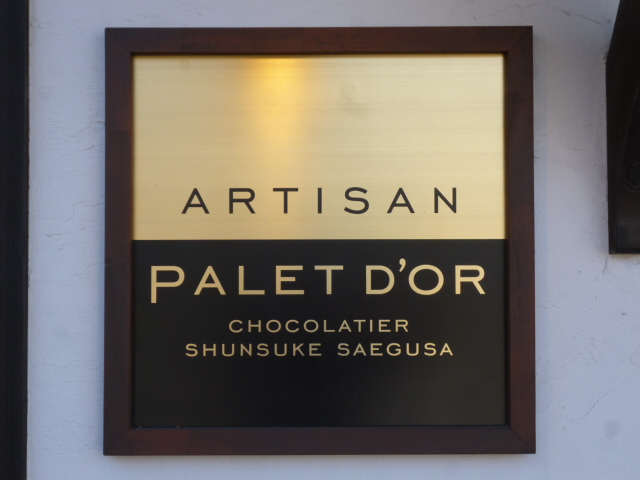 ARTISAN
PALET D'OR
CHOCOLATIER
SHUNSUKE SAEGUSA